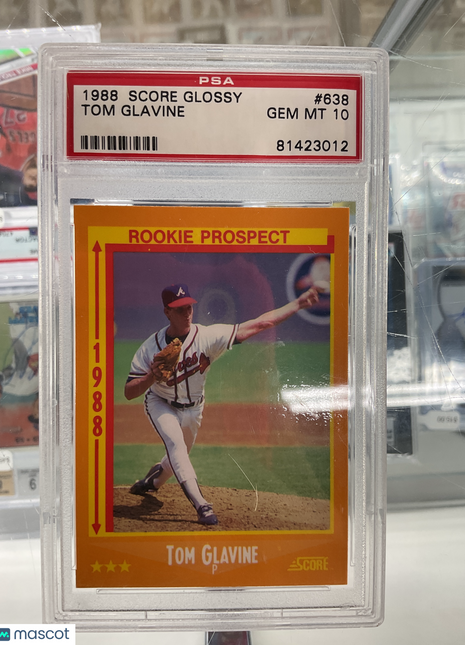 PSA
1988 SCORE GLOSSY #638
TOM GLAVINE GEM MT 10
81423012
ROOKIE PROSPECT
A
1988
TOM GLAVINE
P
SCORE
mascot